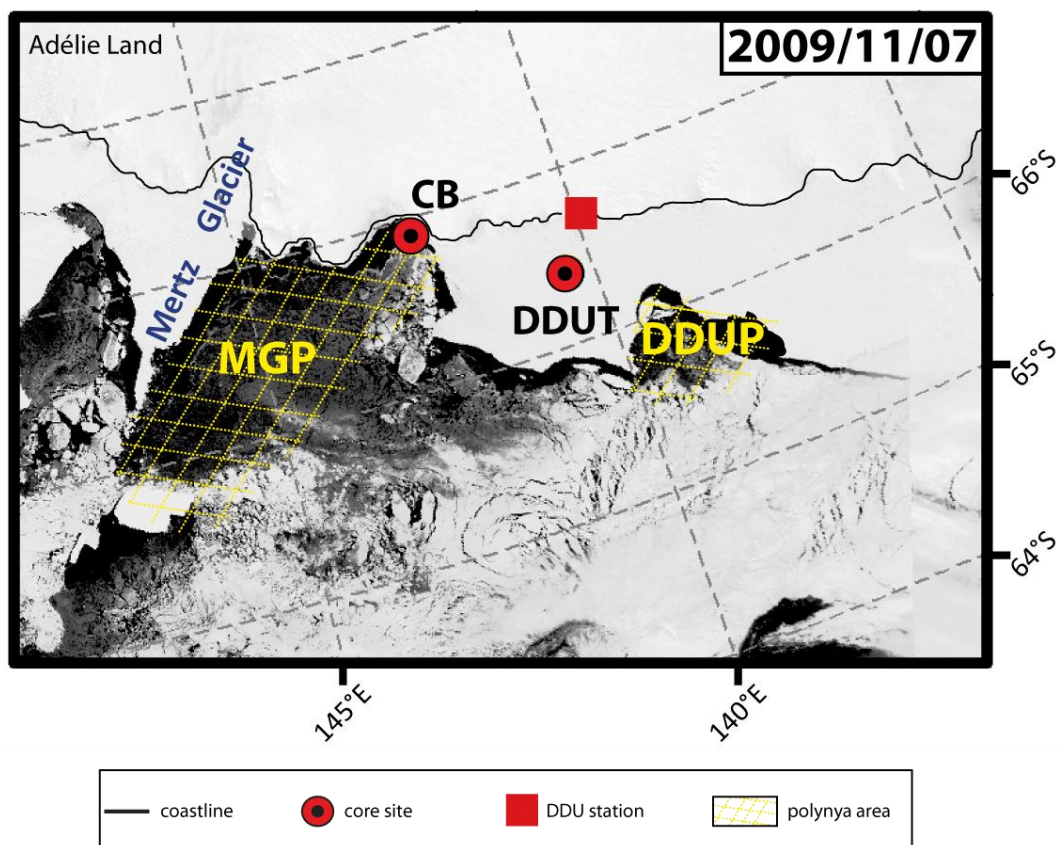 Adélie Land
2009/11/07
Mertz Glacier
CB
DDUT
MGP
DDUP
66°S
65°S
64°S
145°E
140°E
coastline
core site
DDU station
polynya area